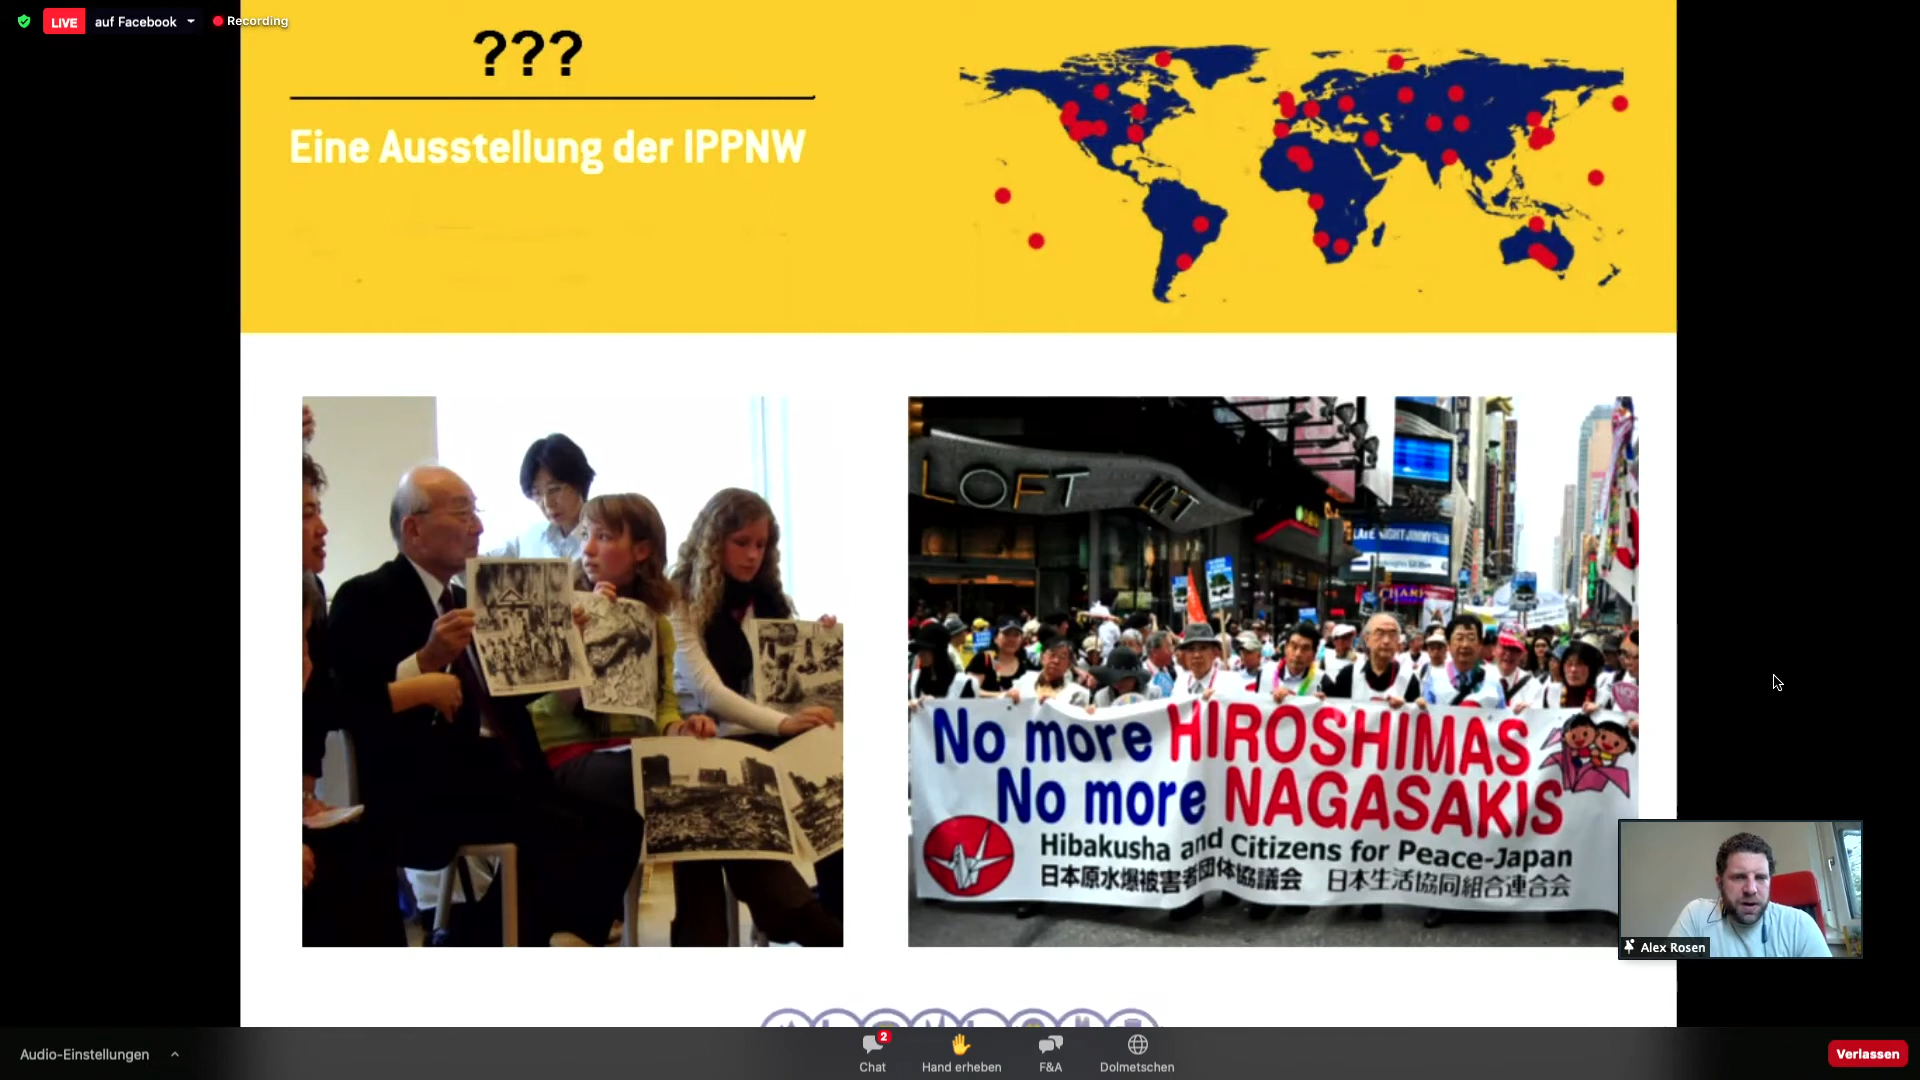 LIVE auf Facebook Recording
???
Eine Ausstellung der IPPNW
LOFT LOFT
No more HIROSHIMAS
No more NAGASAKIS
Hibakusha and Citizens for Peace-Japan
日本原水爆被害者団体協議会 日本生活協同組合連合会
Alex Rosen
Audio-Einstellungen
2
Chat
Hand erheben
F&A
Dolmetschen
Verlassen